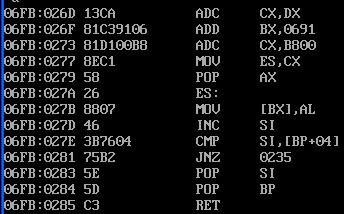 06FB:026D 13CA ADC CX,DX
06FB:026F 81C39106 ADD BX,0691
06FB:0273 81D100B8 ADC CX,B800
06FB:0277 8EC1 MOV ES,CX
06FB:0279 58 POP AX
06FB:027A 26 ES:
06FB:027B 8807 MOV [BX],AL
06FB:027D 46 INC SI
06FB:027E 3B7604 CMP SI,[BP+04]
06FB:0281 75B2 JNZ 0235
06FB:0283 5E POP SI
06FB:0284 5D POP BP
06FB:0285 C3 RET